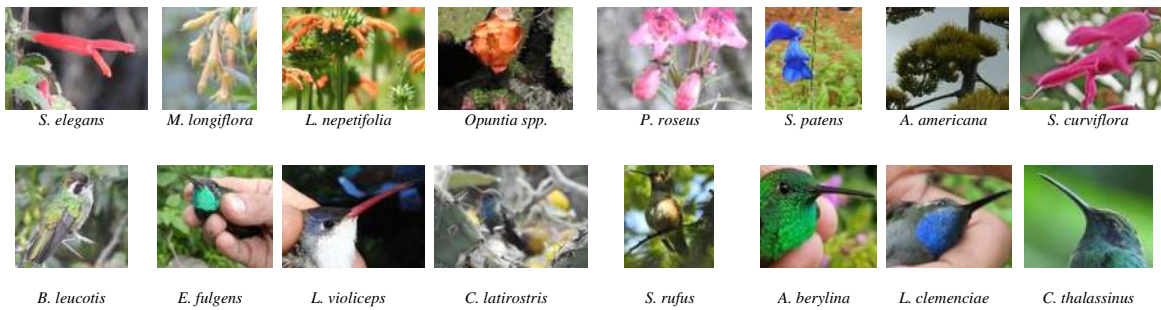 S. elegans
M. longiflora
L. nepetifolia
Opuntia spp.
P. roseus
S. patens
A. americana
S. curviflora
B. leucotis
E. fulgens
L. violiceps
C. latirostris
S. rufus
A. berylina
L. clemenciae
C. thalassinus